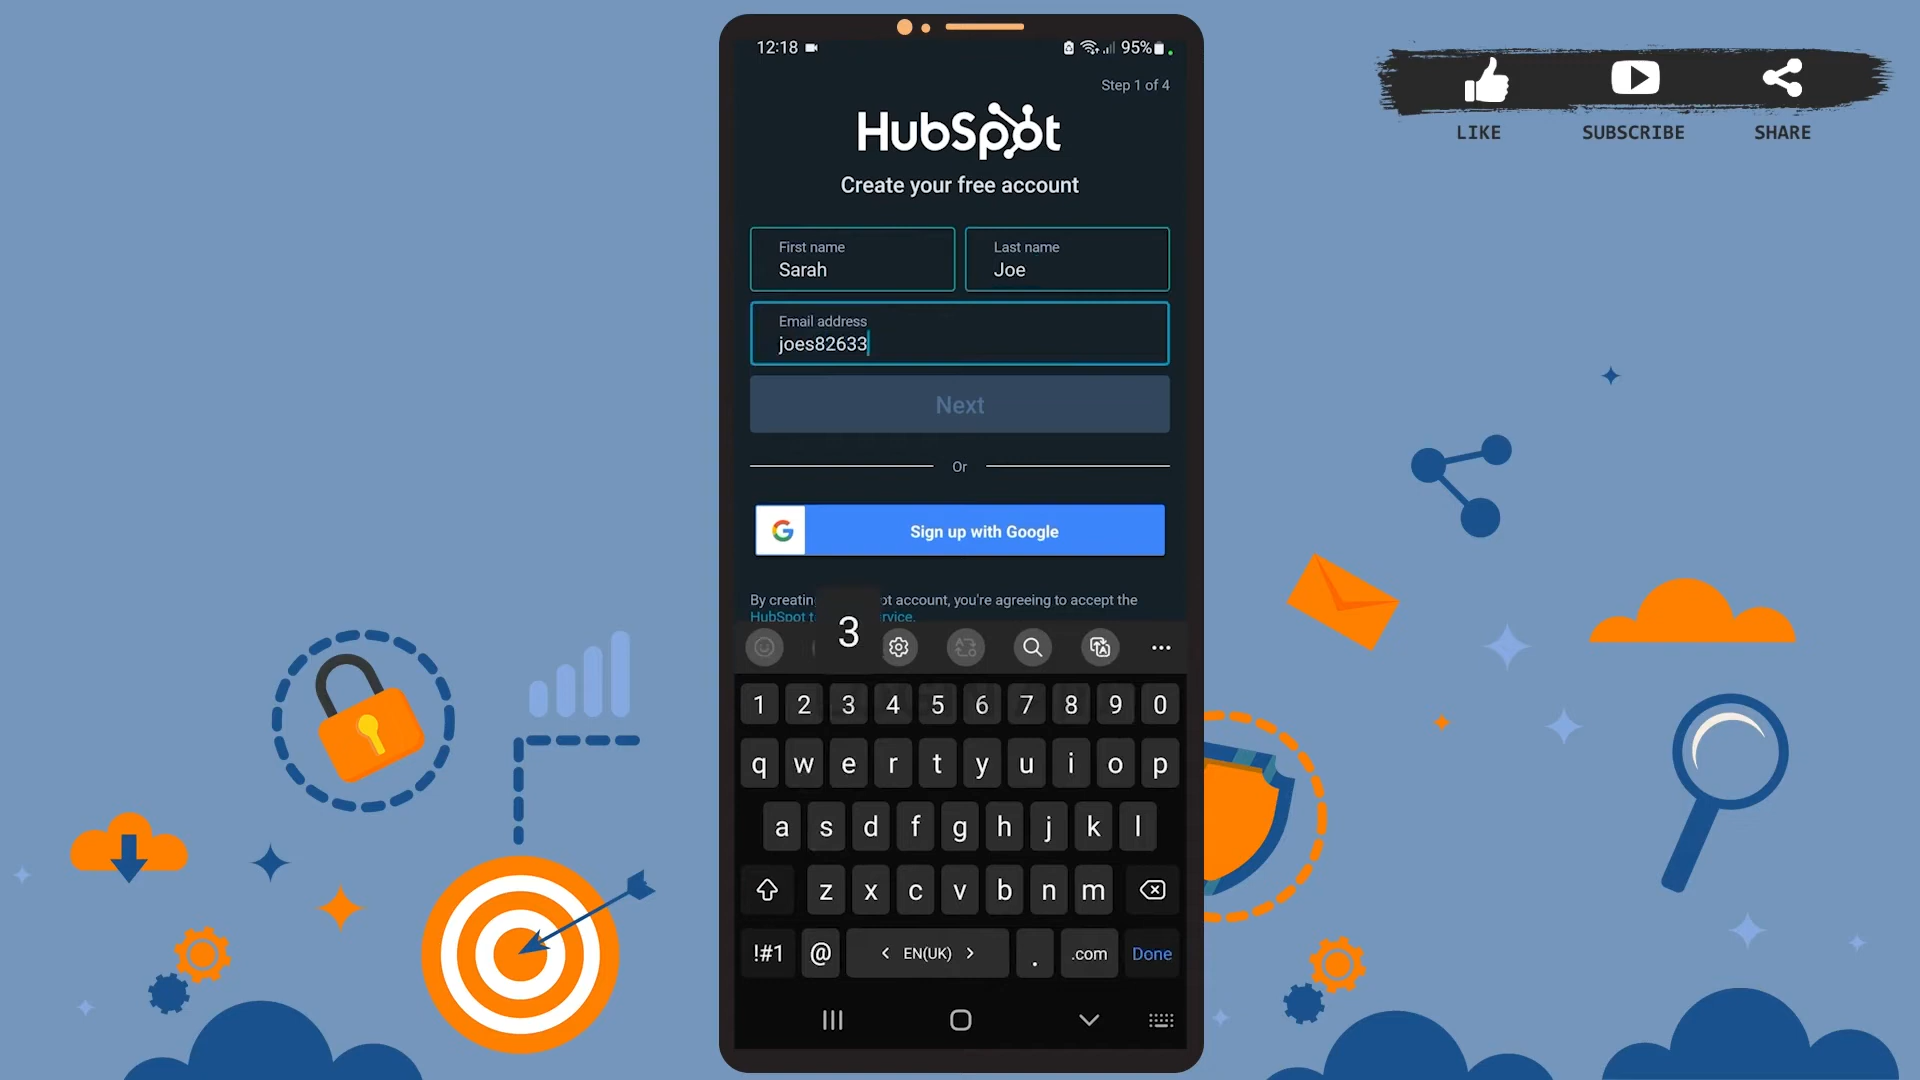 12:18
95%
Step 1 of 4
HubSpot
Create your free account
First name
Sarah
Last name
Joe
Email address
joes82633
Next
Or
Sign up with Google
By creatin ot account, you're agreeing to accept the
HubSpot t rvice.
3
1 2 3 4 5 6 7 8 9 0
q w e r t y u i o p
a s d f g h j k l
z x c v b n m
!#1 @ < EN(UK) > . .com Done
LIKE SUBSCRIBE SHARE